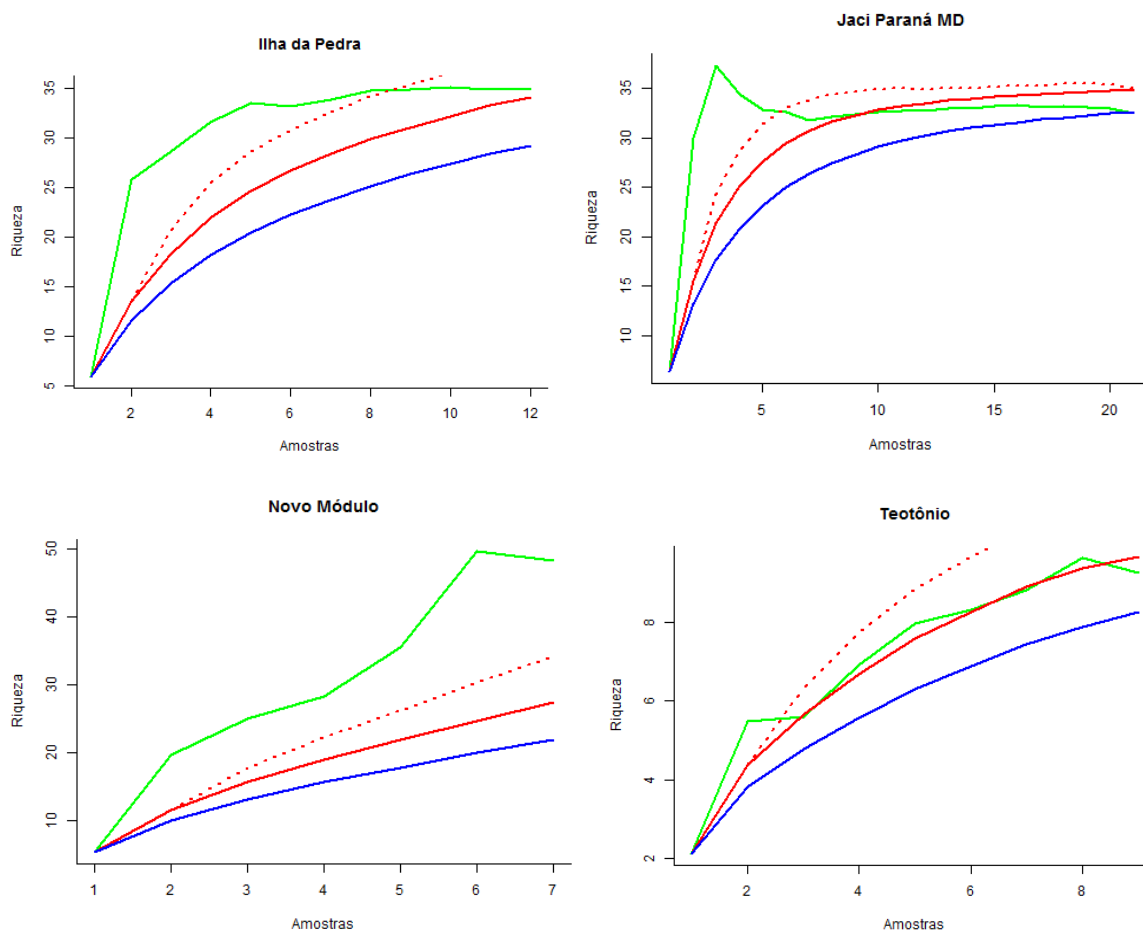 Ilha da Pedra
Riqueza
35
30
25
20
15
10
5
2 4 6 8 10 12
Amostras
Jaci Paraná MD
Riqueza
35
30
25
20
15
10
5 10 15 20
Amostras
Novo Módulo
Riqueza
50
40
30
20
10
1 2 3 4 5 6 7
Amostras
Teotônio
Riqueza
8
6
4
2
2 4 6 8
Amostras